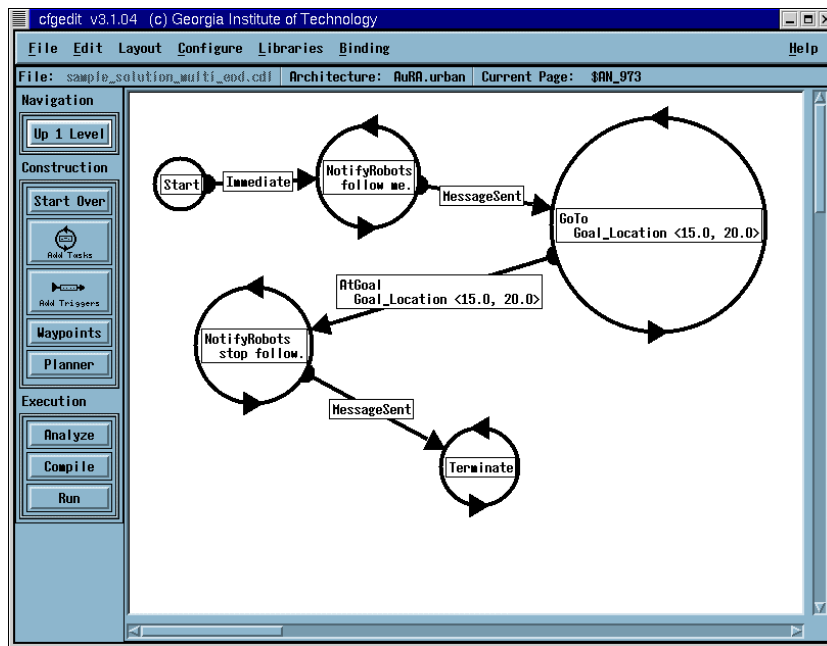 cfgedit v3.1.04 (c) Georgia Institute of Technology
File Edit Layout Configure Libraries Binding Help
File: sample_solution_multi_eod.cdl Architecture: AuRA.urban Current Page: $AN_973
Navigation
Up 1 Level
Construction
Start Over
Add Tasks
Add Triggers
Waypoints
Planner
Execution
Analyze
Compile
Run
Start
Immediate
NotifyRobots
follow me.
MessageSent
GoTo
Goal_Location <15.0, 20.0>
AtGoal
Goal_Location <15.0, 20.0>
NotifyRobots
stop follow.
MessageSent
Terminate